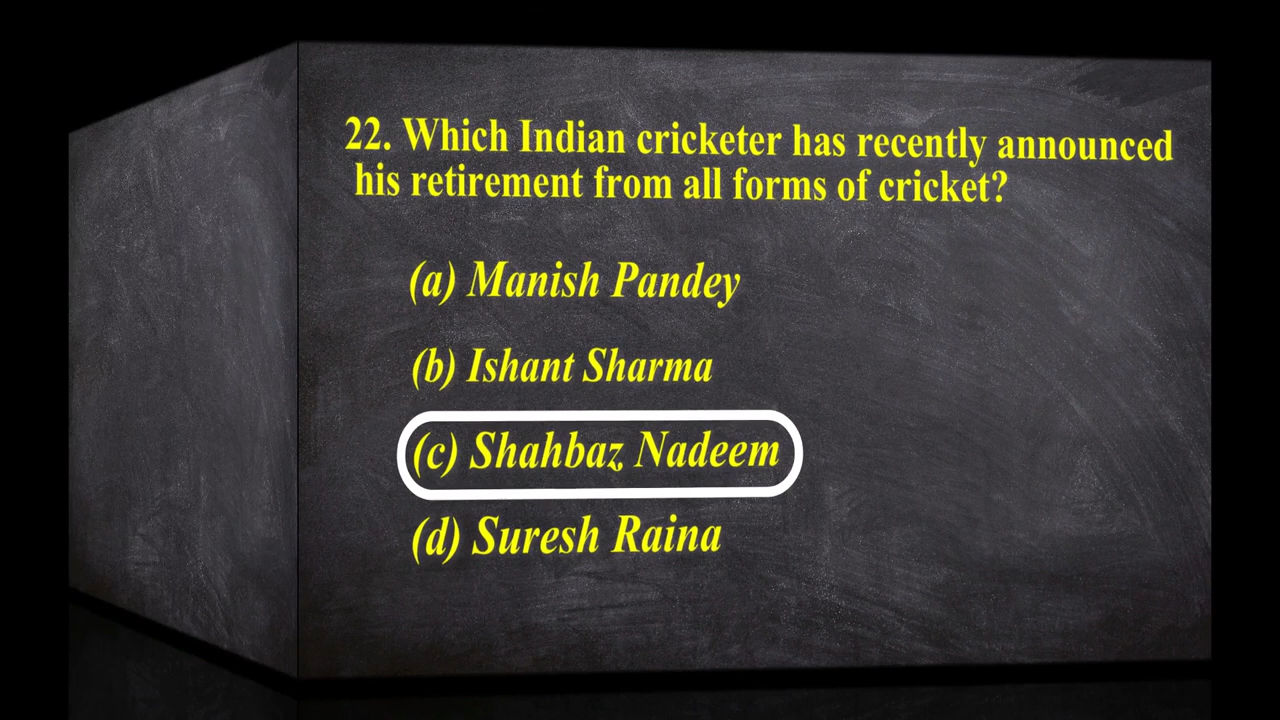 22. Which Indian cricketer has recently announced
his retirement from all forms of cricket?
(a) Manish Pandey
(b) Ishant Sharma
(c) Shahbaz Nadeem
(d) Suresh Raina